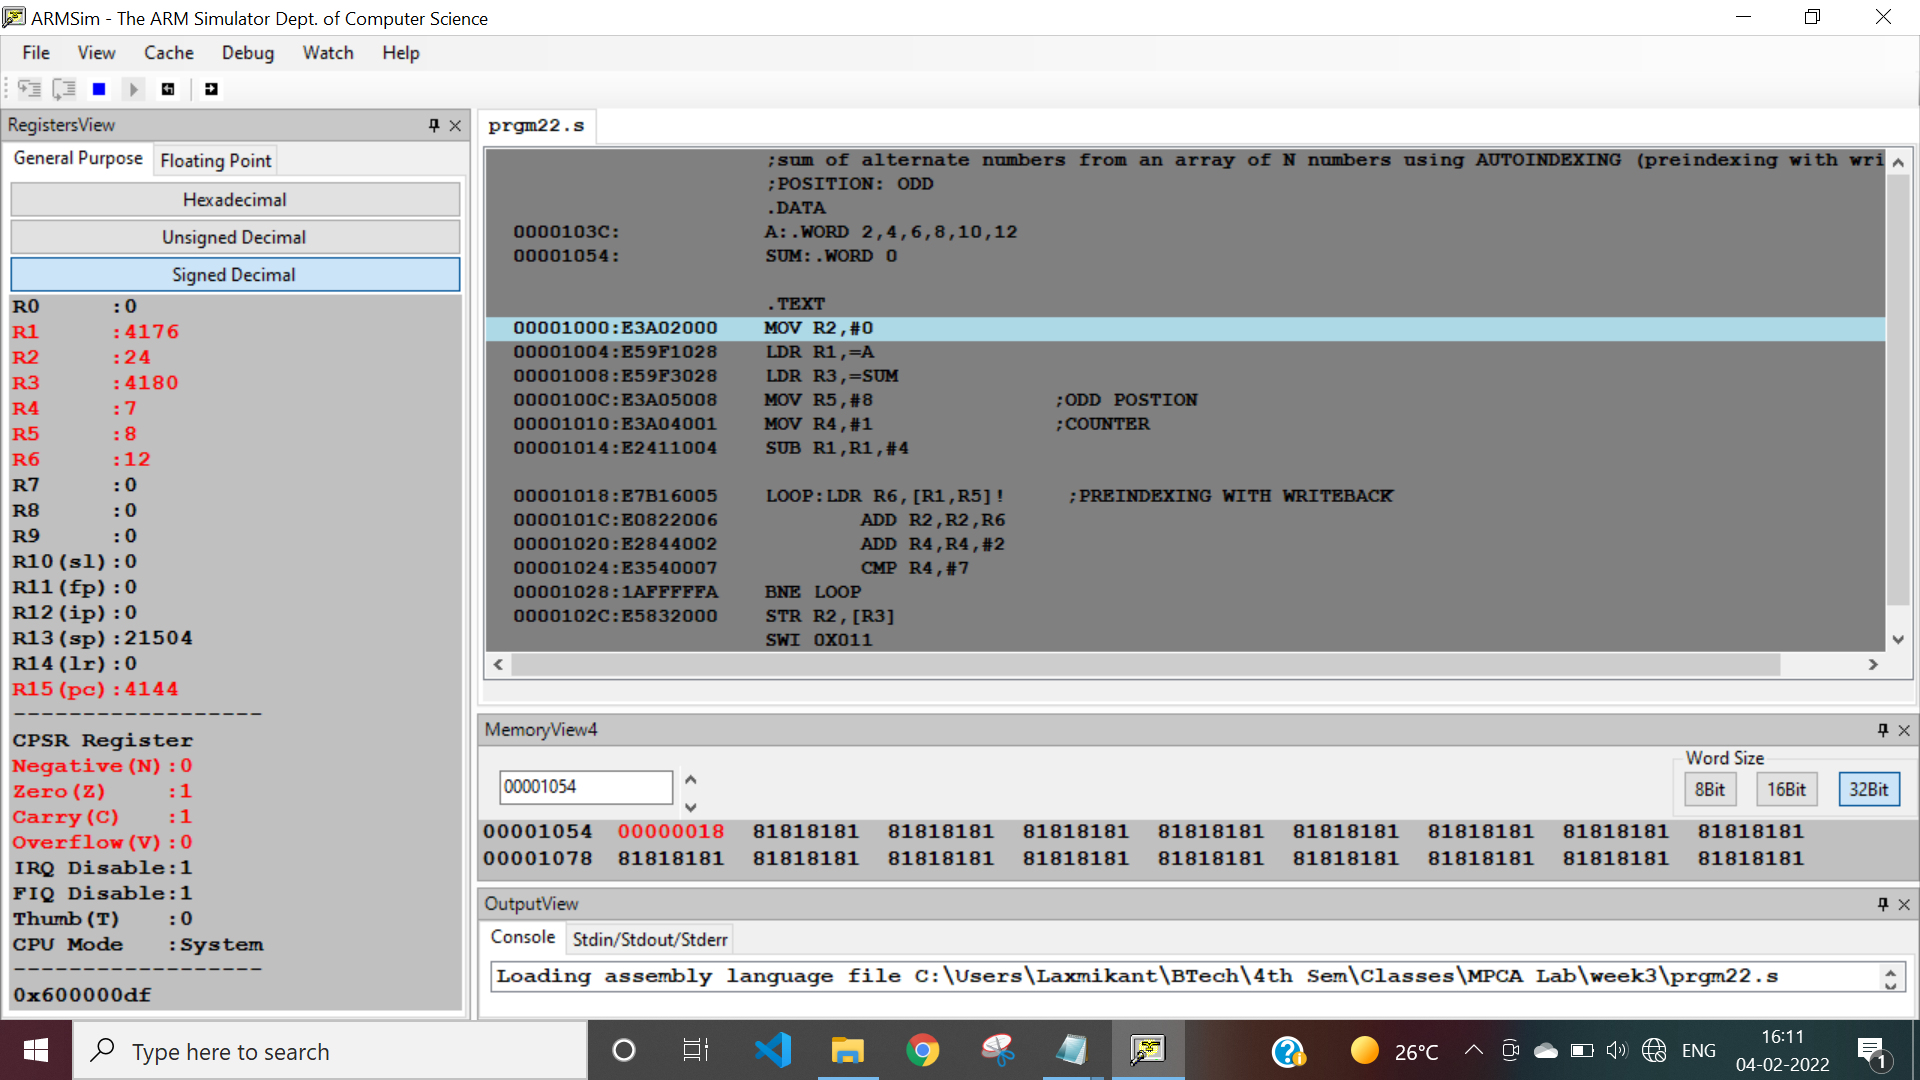 ARMSim - The ARM Simulator Dept. of Computer Science
File View Cache Debug Watch Help
RegistersView
General Purpose Floating Point
Hexadecimal
Unsigned Decimal
Signed Decimal
R0 :0
R1 :4176
R2 :24
R3 :4180
R4 :7
R5 :8
R6 :12
R7 :0
R8 :0
R9 :0
R10(sl):0
R11(fp):0
R12(ip):0
R13(sp):21504
R14(lr):0
R15(pc):4144
------------------
CPSR Register
Negative(N):0
Zero(Z) :1
Carry(C) :1
Overflow(V):0
IRQ Disable:1
FIQ Disable:1
Thumb(T) :0
CPU Mode :System
------------------
0x600000df
prgm22.s
;sum of alternate numbers from an array of N numbers using AUTOINDEXING (preindexing with wri
;POSITION: ODD
.DATA
0000103C: A:.WORD 2,4,6,8,10,12
00001054: SUM:.WORD 0
.TEXT
00001000:E3A02000 MOV R2,#0
00001004:E59F1028 LDR R1,=A
00001008:E59F3028 LDR R3,=SUM
0000100C:E3A05008 MOV R5,#8 ;ODD POSTION
00001010:E3A04001 MOV R4,#1 ;COUNTER
00001014:E2411004 SUB R1,R1,#4
00001018:E7B16005 LOOP:LDR R6,[R1,R5]! ;PREINDEXING WITH WRITEBACK
0000101C:E0822006 ADD R2,R2,R6
00001020:E2844002 ADD R4,R4,#2
00001024:E3540007 CMP R4,#7
00001028:1AFFFFFA BNE LOOP
0000102C:E5832000 STR R2,[R3]
SWI 0X011
MemoryView4
00001054
Word Size
8Bit 16Bit 32Bit
00001054 00000018 81818181 81818181 81818181 81818181 81818181 81818181 81818181 81818181
00001078 81818181 81818181 81818181 81818181 81818181 81818181 81818181 81818181 81818181
OutputView
Console Stdin/Stdout/Stderr
Loading assembly language file C:\Users\Laxmikant\BTech\4th Sem\Classes\MPCA Lab\week3\prgm22.s
Type here to search
26°C
ENG
16:11
04-02-2022
1